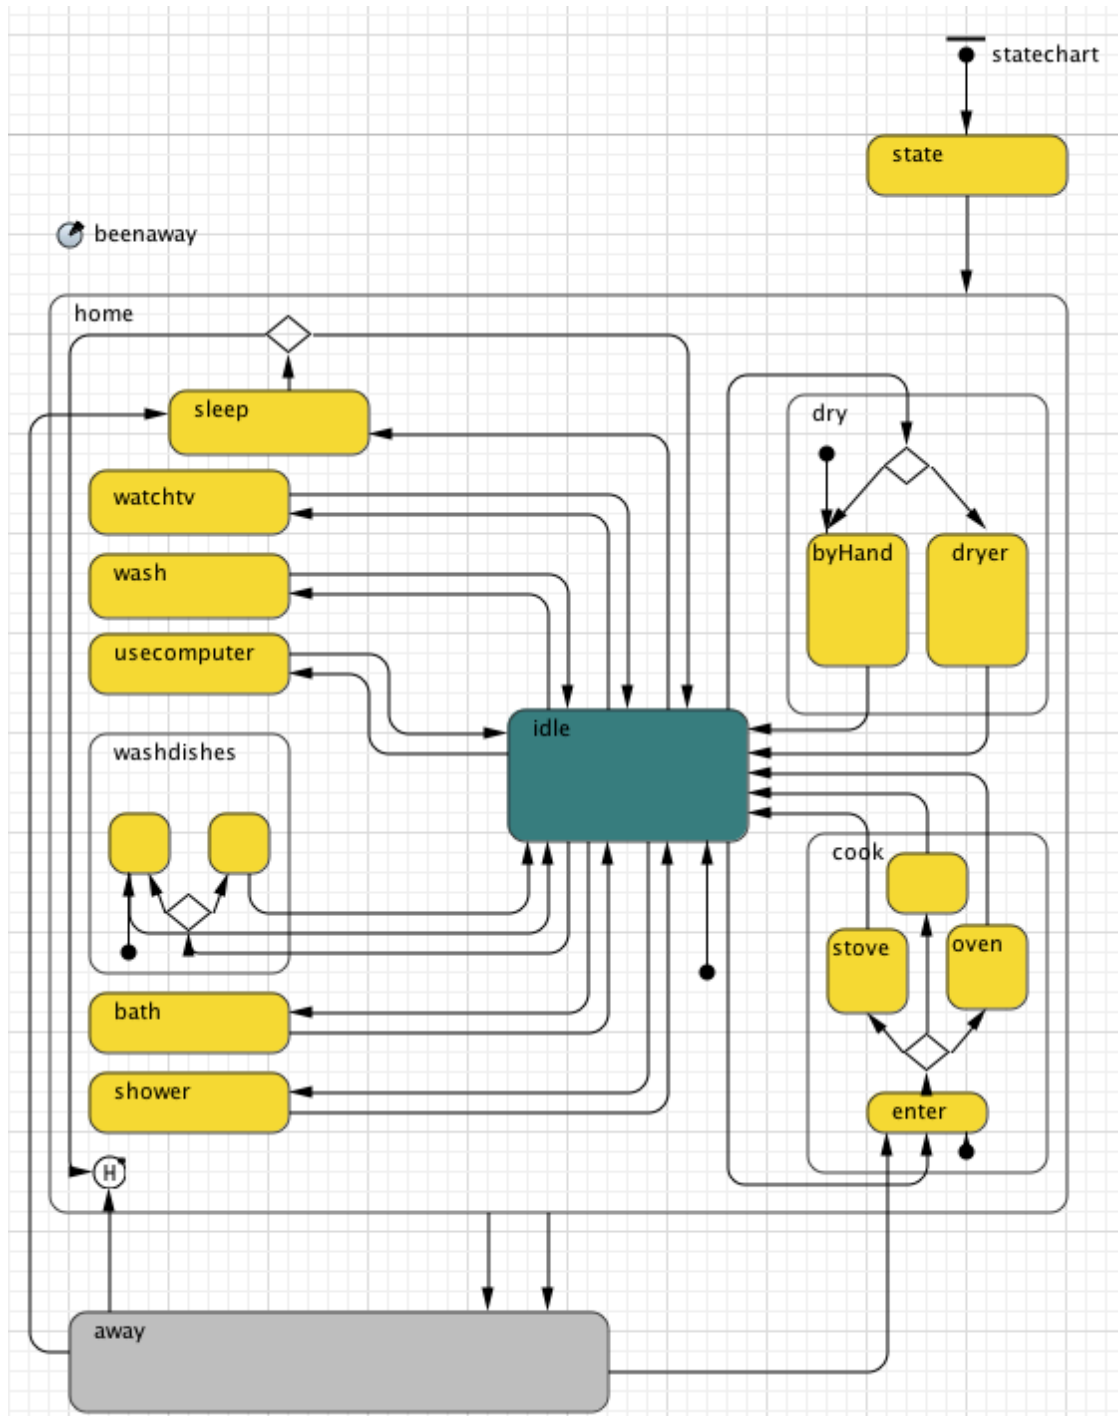 statechart
state
beenaway
home
sleep
dry
watchtv
byHand
dryer
wash
usecomputer
idle
washdishes
cook
stove
oven
bath
shower
enter
H
away